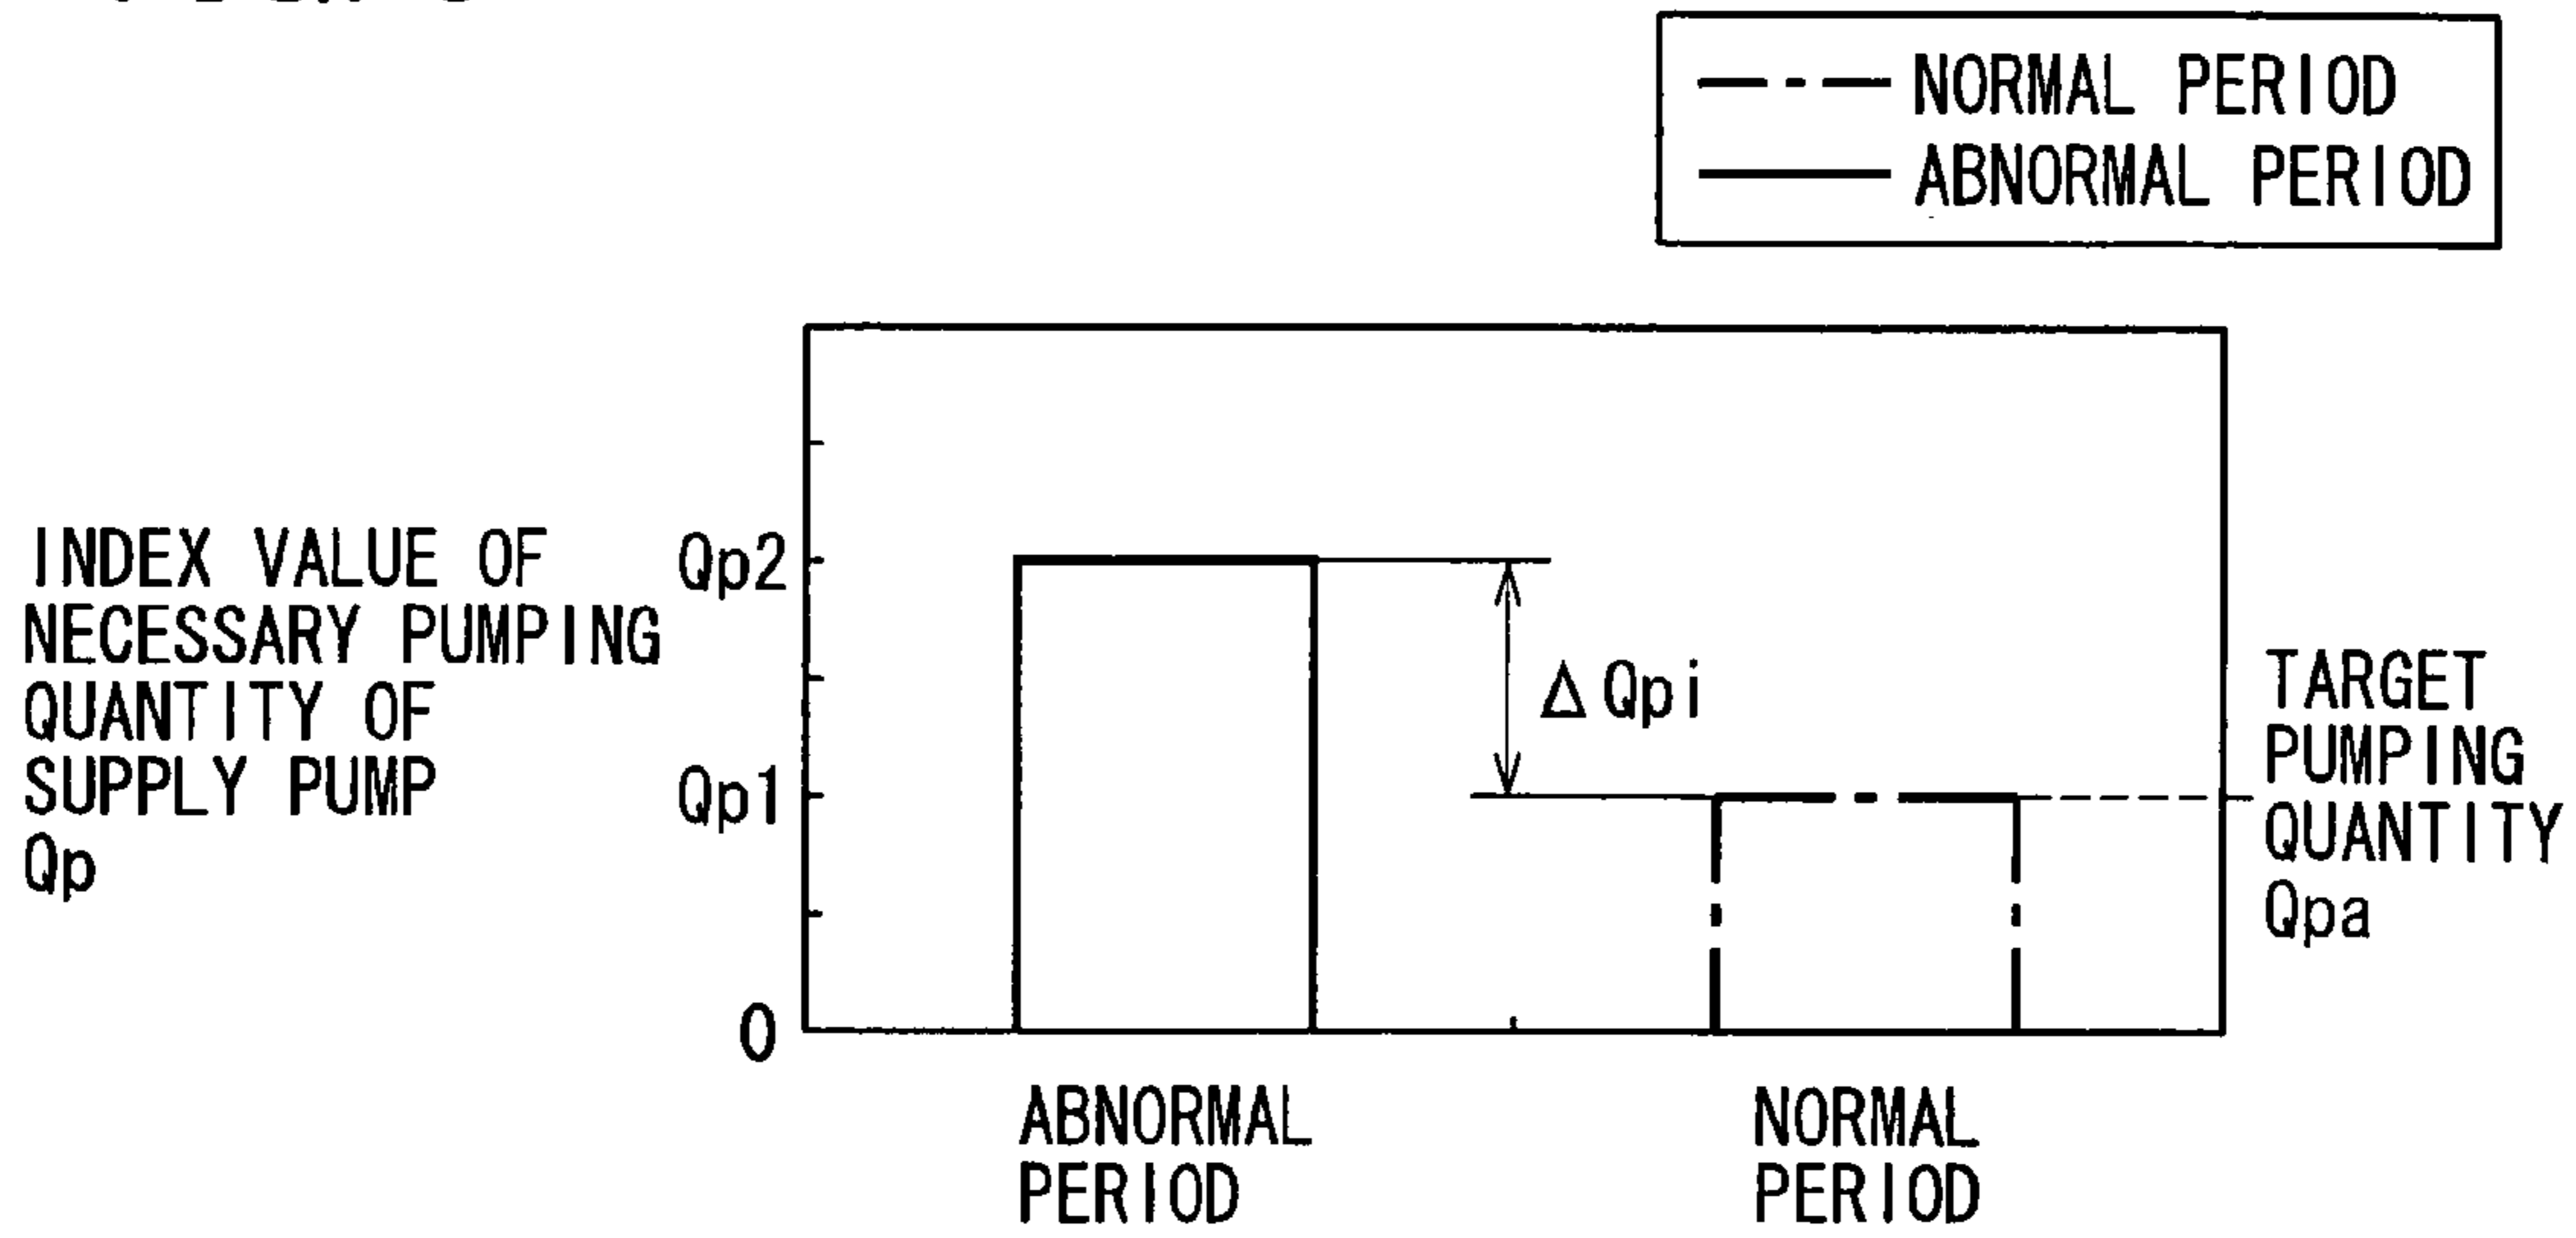 NORMAL PERIOD
ABNORMAL PERIOD
INDEX VALUE OF
NECESSARY PUMPING
QUANTITY OF
SUPPLY PUMP
Qp
Qp2
Qp1
0
ΔQpi
TARGET
PUMPING
QUANTITY
Qpa
ABNORMAL
PERIOD
NORMAL
PERIOD